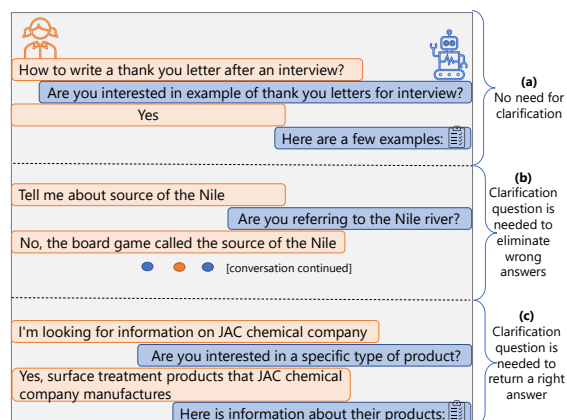 How to write a thank you letter after an interview?
Are you interested in example of thank you letters for interview?
Yes
Here are a few examples:
(a)
No need for
clarification
Tell me about source of the Nile
Are you referring to the Nile river?
No, the board game called the source of the Nile
[conversation continued]
(b)
Clarification
question is
needed to
eliminate
wrong
answers
I'm looking for information on JAC chemical company
Are you interested in a specific type of product?
Yes, surface treatment products that JAC chemical
company manufactures
Here is information about their products:
(c)
Clarification
question is
needed to
return a right
answer